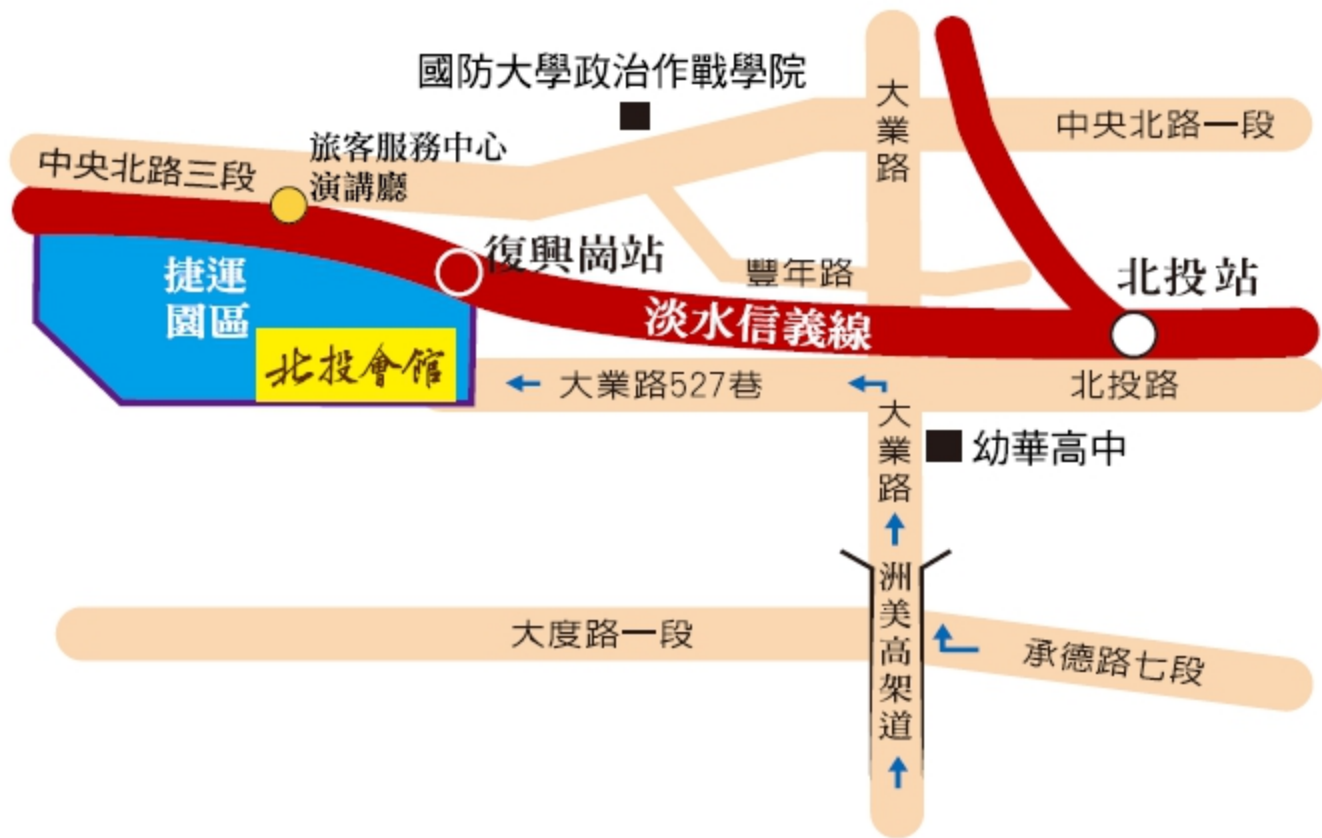 國防大學政治作戰學院
大業路
中央北路一段
中央北路三段
旅客服務中心
演講廳
復興崗站
豐年路
北投站
捷運
園區
淡水信義線
北投會館
大業路527巷
北投路
大業路
幼華高中
洲美高架道
大度路一段
承德路七段